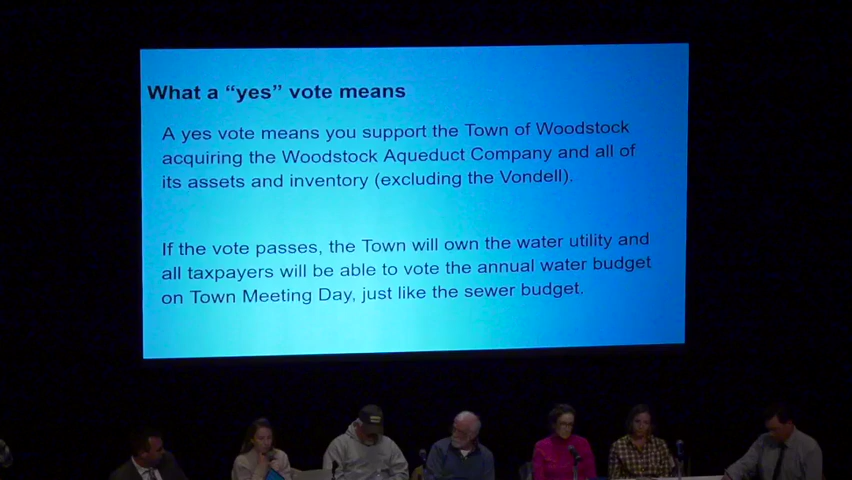 What a “yes” vote means
A yes vote means you support the Town of Woodstock
acquiring the Woodstock Aqueduct Company and all of
its assets and inventory (excluding the Vondell).
If the vote passes, the Town will own the water utility and
all taxpayers will be able to vote the annual water budget
on Town Meeting Day, just like the sewer budget.